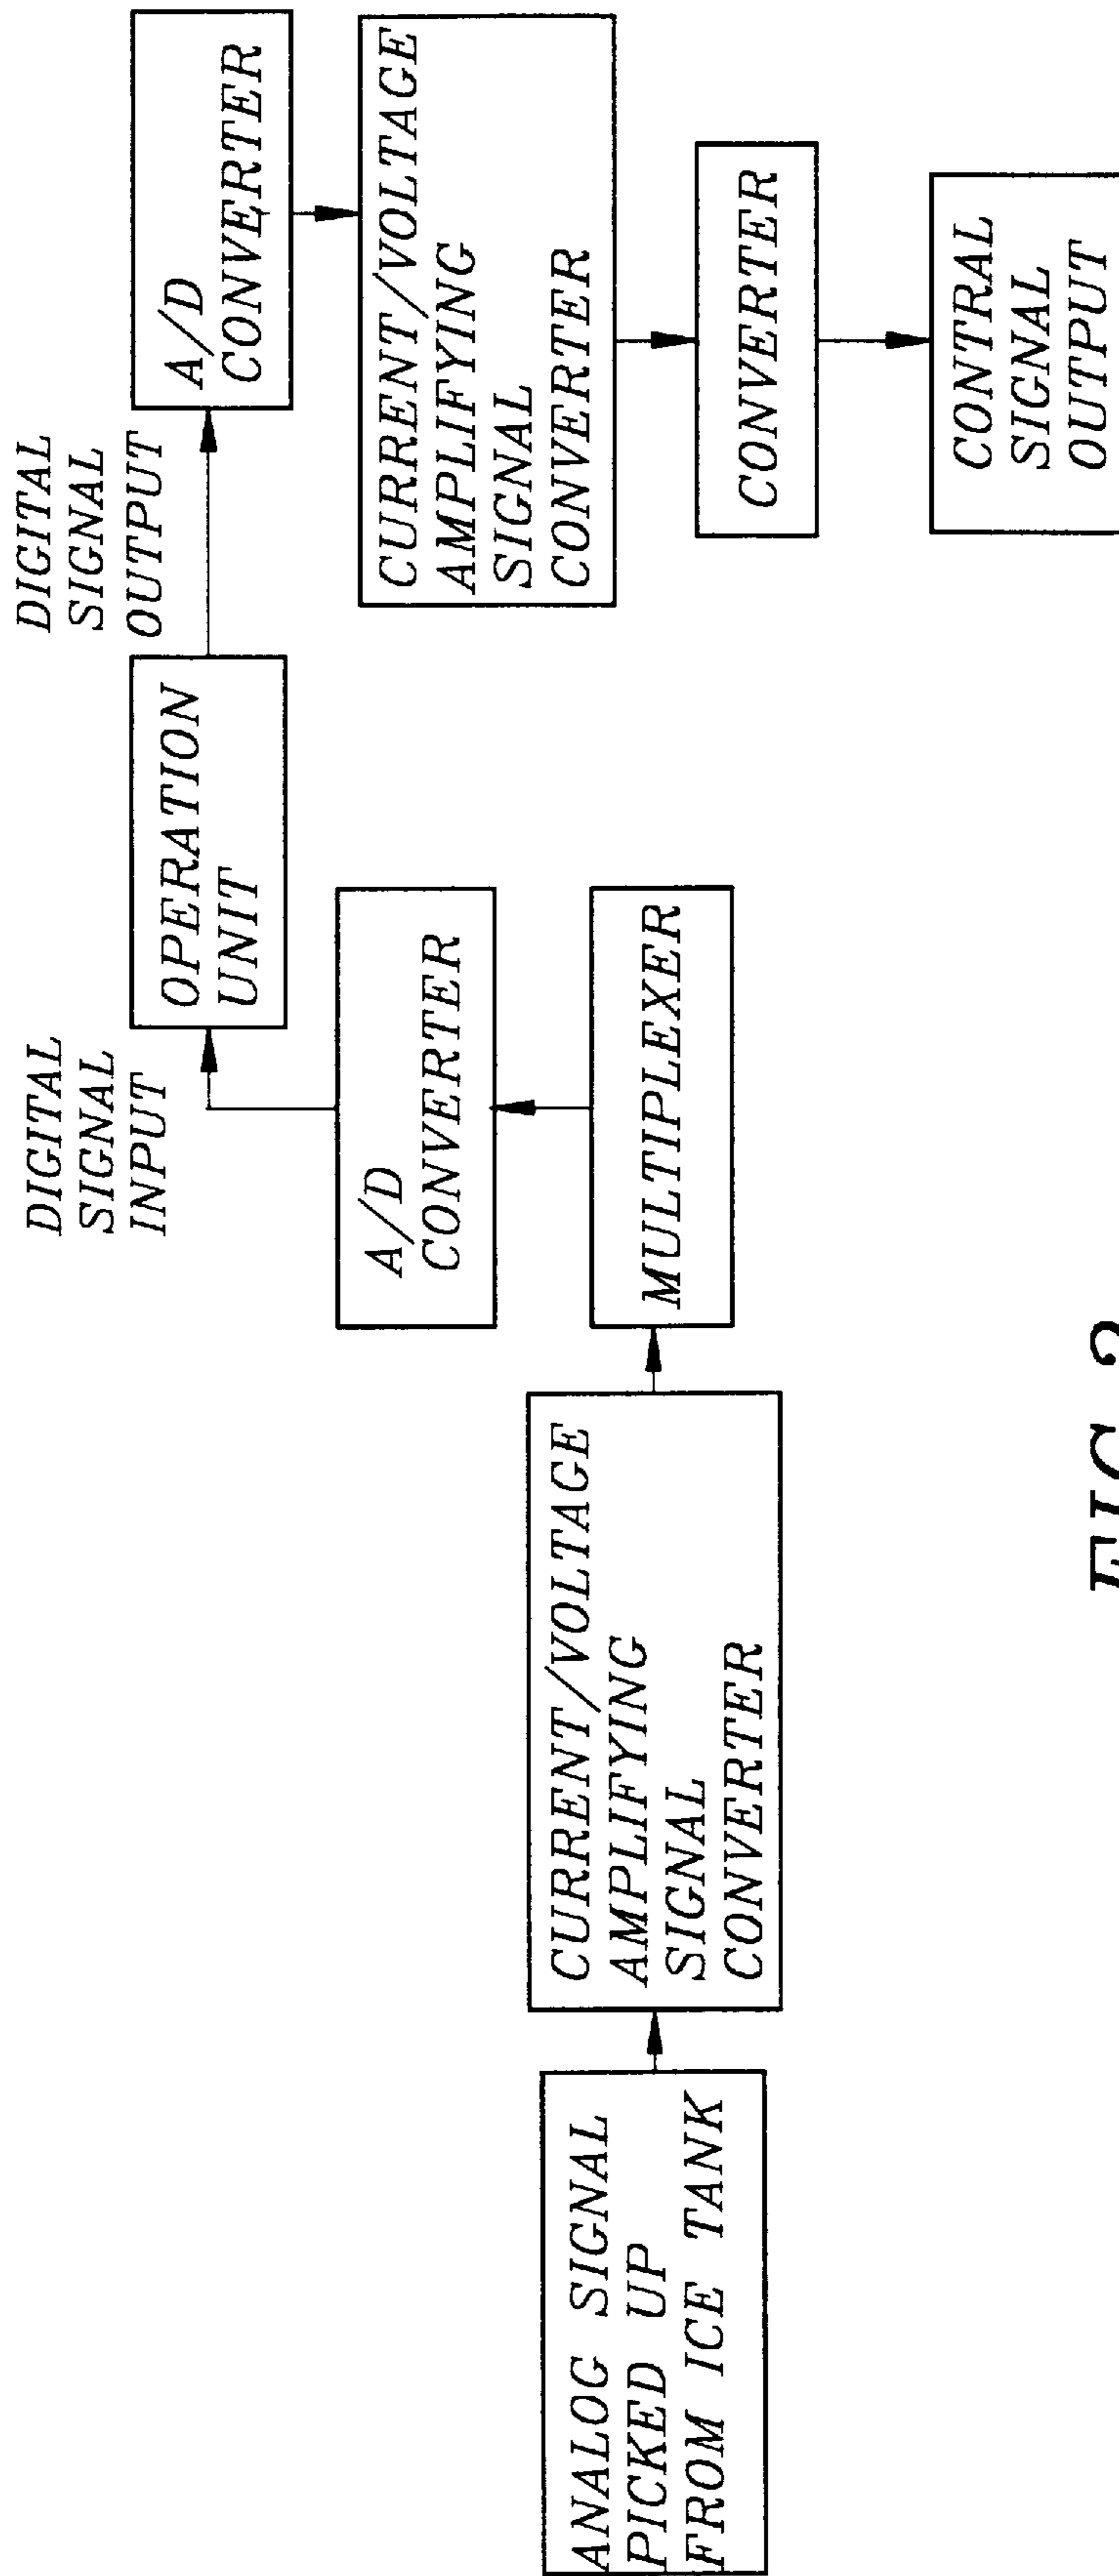 ANALOG SIGNAL
PICKED UP
FROM ICE TANK
CURRENT/VOLTAGE
AMPLIFYING
SIGNAL
CONVERTER
MULTIPLEXER
A/D
CONVERTER
DIGITAL
SIGNAL
INPUT
OPERATION
UNIT
DIGITAL
SIGNAL
OUTPUT
A/D
CONVERTER
CURRENT/VOLTAGE
AMPLIFYING
SIGNAL
CONVERTER
CONVERTER
CONTRAL
SIGNAL
OUTPUT